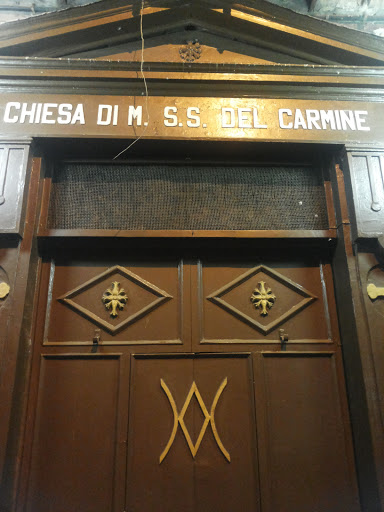 CHIESA DI M. S.S. DEL CARMINE